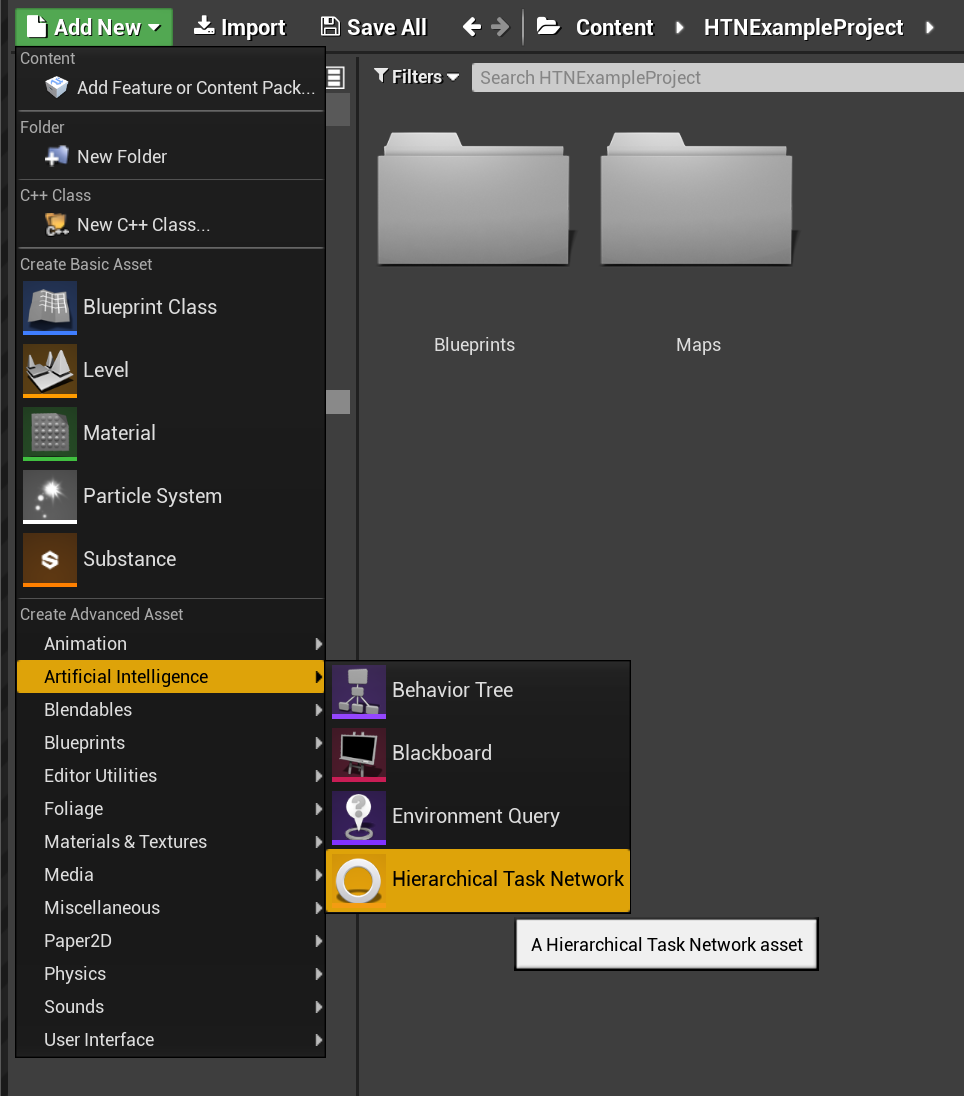 Add New Import Save All Content HTNExampleProject
Content
Add Feature or Content Pack...
Folder
New Folder
C++ Class
New C++ Class...
Filters Search HTNExampleProject
Blueprints Maps
Create Basic Asset
Blueprint Class
Level
Material
Particle System
Substance
Create Advanced Asset
Animation
Artificial Intelligence
Blendables
Blueprints
Editor Utilities
Foliage
Materials & Textures
Media
Miscellaneous
Paper2D
Physics
Sounds
User Interface
Behavior Tree
Blackboard
Environment Query
Hierarchical Task Network
A Hierarchical Task Network asset